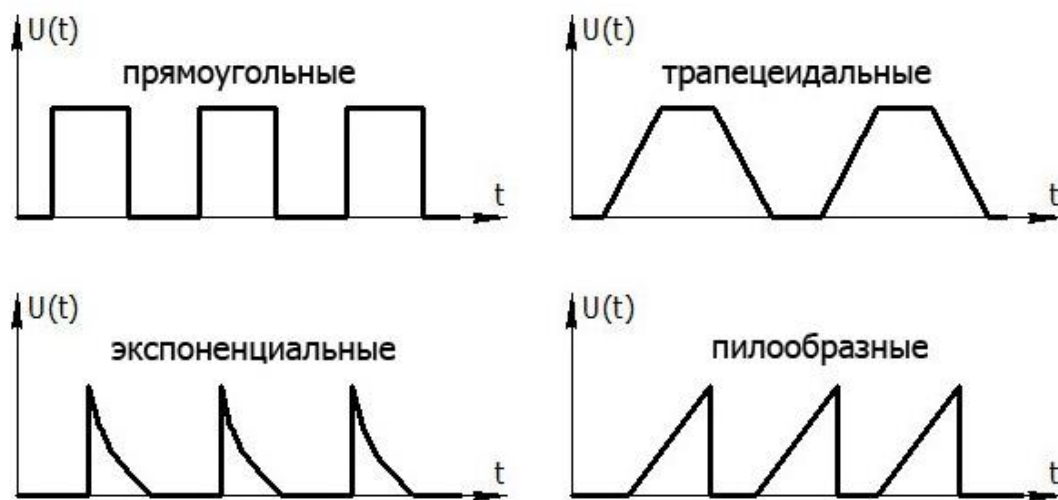 U(t)
прямоугольные
t
U(t)
трапецеидальные
t
U(t)
экспоненциальные
t
U(t)
пилообразные
t